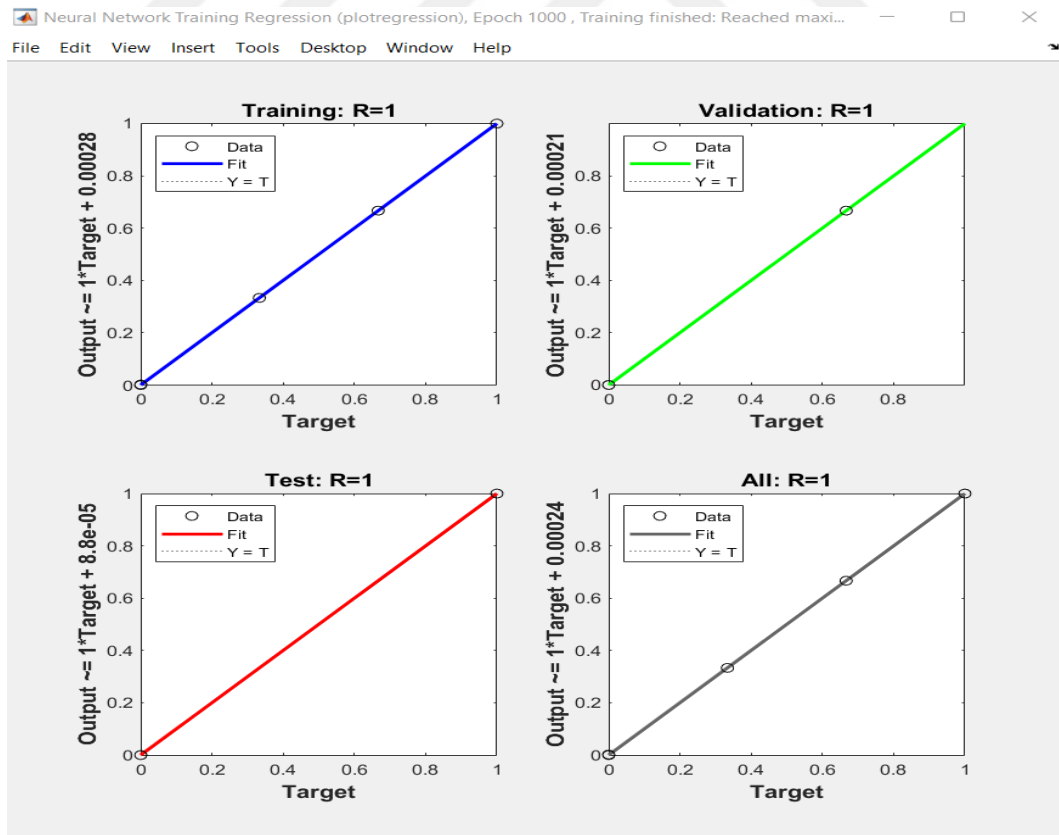 Neural Network Training Regression (plotregression), Epoch 1000 , Training finished: Reached maxi...
File Edit View Insert Tools Desktop Window Help
Training: R=1
Output ~= 1*Target + 0.00028
1
0.8
0.6
0.4
0.2
0
Data
Fit
Y = T
0 0.2 0.4 0.6 0.8 1
Target
Validation: R=1
Output ~= 1*Target + 0.00021
0.8
0.6
0.4
0.2
0
Data
Fit
Y = T
0 0.2 0.4 0.6 0.8
Target
Test: R=1
Output ~= 1*Target + 8.8e-05
1
0.8
0.6
0.4
0.2
0
Data
Fit
Y = T
0 0.2 0.4 0.6 0.8 1
Target
All: R=1
Output ~= 1*Target + 0.00024
1
0.8
0.6
0.4
0.2
0
Data
Fit
Y = T
0 0.2 0.4 0.6 0.8 1
Target